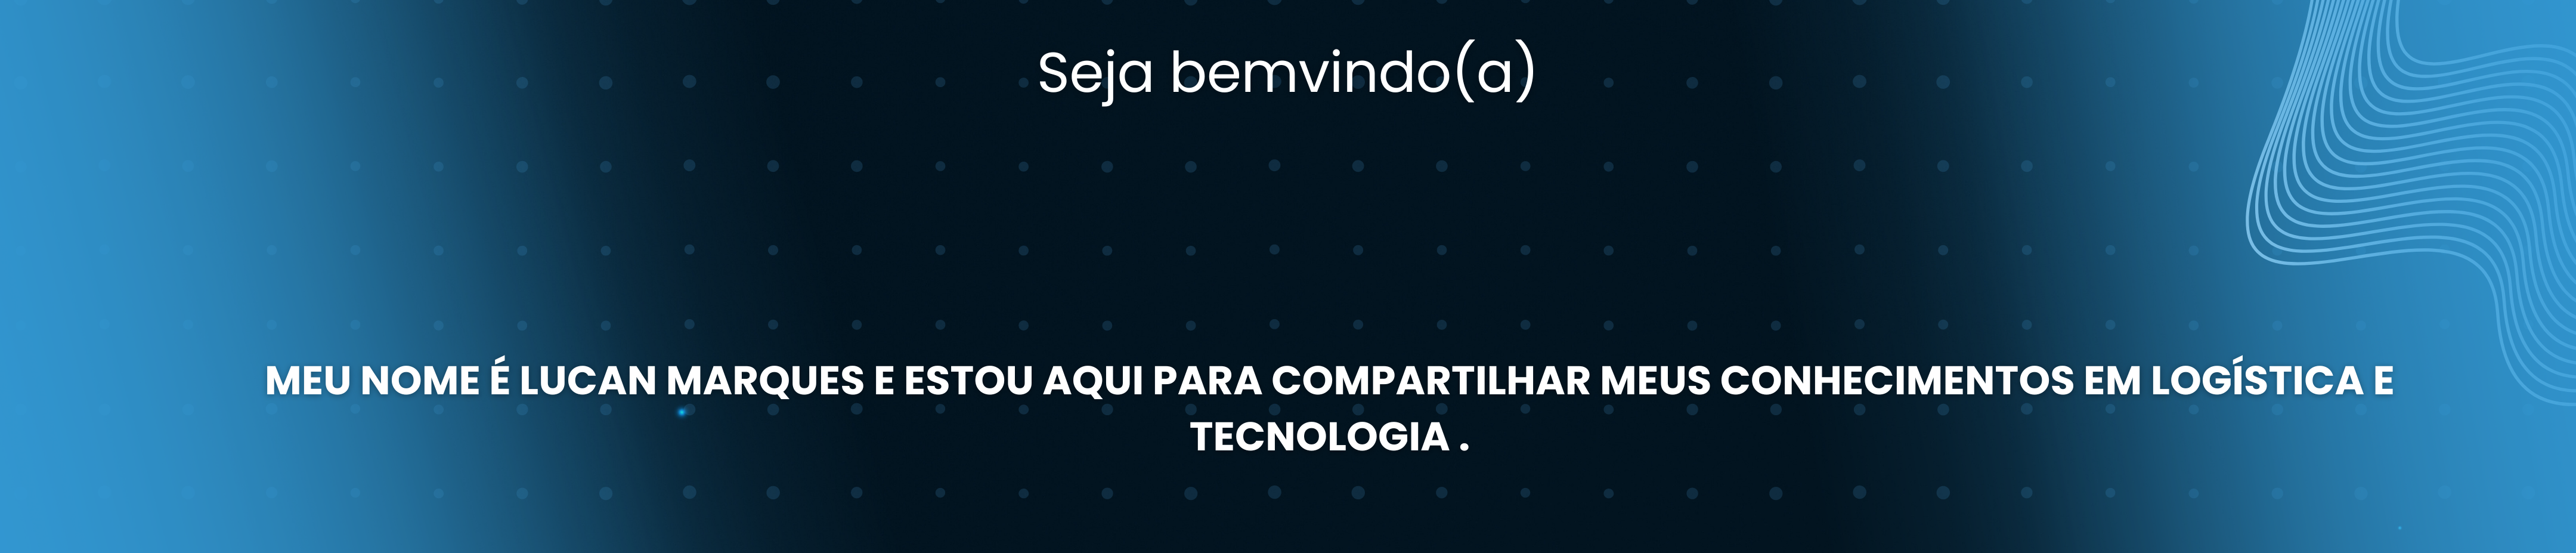 Seja bemvindo(a)
MEU NOME É LUCAN MARQUES E ESTOU AQUI PARA COMPARTILHAR MEUS CONHECIMENTOS EM LOGÍSTICA E
TECNOLOGIA .